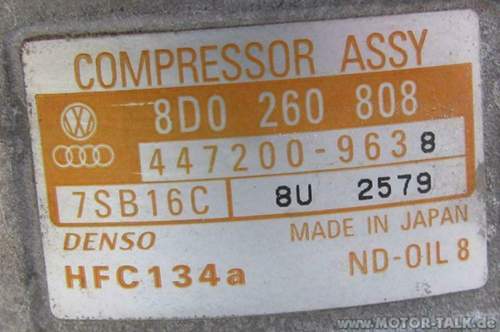 COMPRESSOR ASSY
8D0 260 808
447200-9638
7SB16C 8U 2579
DENSO MADE IN JAPAN
HFC134a ND-OIL 8
www.MOTOR-TALK.de